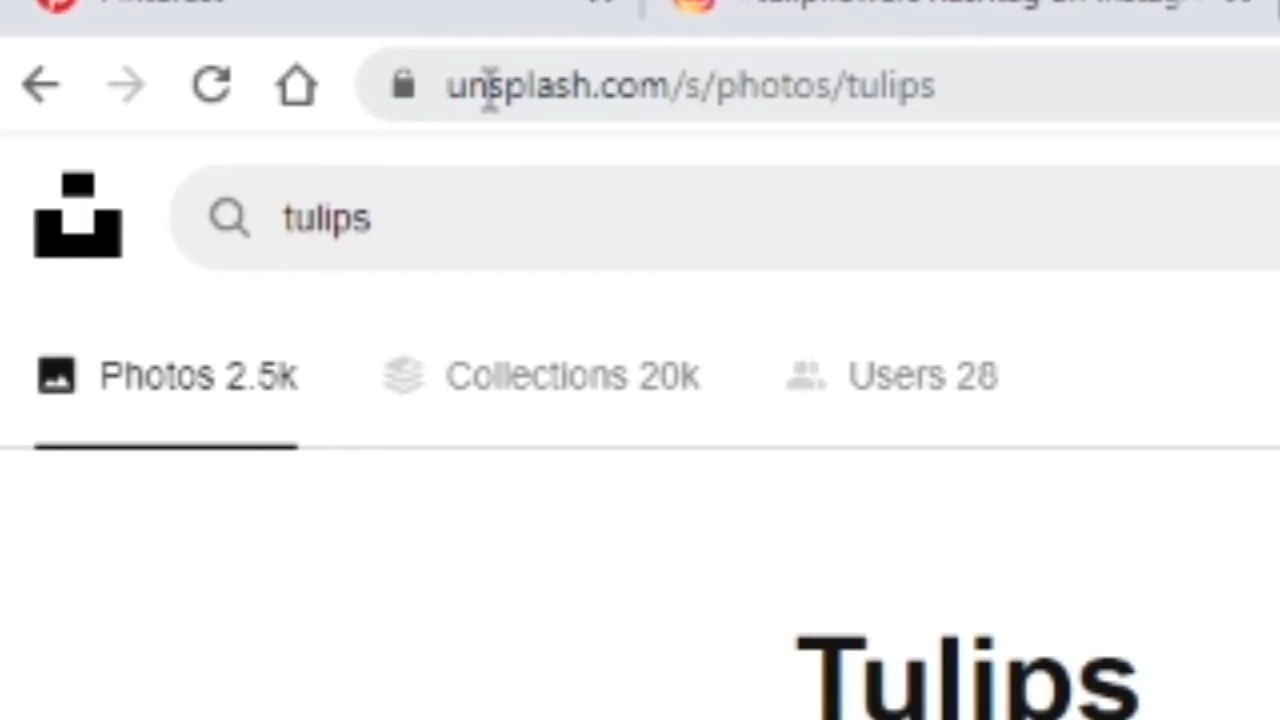 unsplash.com/s/photos/tulips
tulips
Photos 2.5k
Collections 20k
Users 28
Tulips